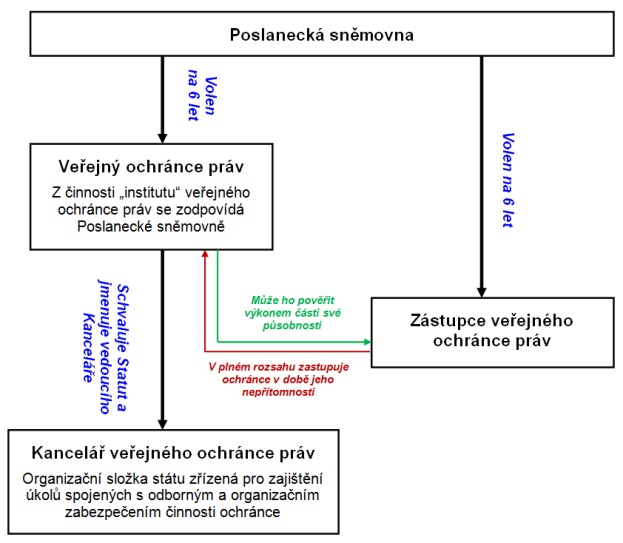 Poslanecká sněmovna
Volen
na 6 let
Volen na 6 let
Veřejný ochránce práv
Z činnosti „institutu“ veřejného
ochránce práv se zodpovídá
Poslanecké sněmovně
Schvaluje Statut a
jmenuje vedoucího
Kanceláře
Může ho pověřit
výkonem části své
působnosti
V plném rozsahu zastupuje
ochránce v době jeho
nepřítomnosti
Zástupce veřejného
ochránce práv
Kancelář veřejného ochránce práv
Organizační složka státu zřízená pro zajištění
úkolů spojených s odborným a organizačním
zabezpečením činnosti ochránce